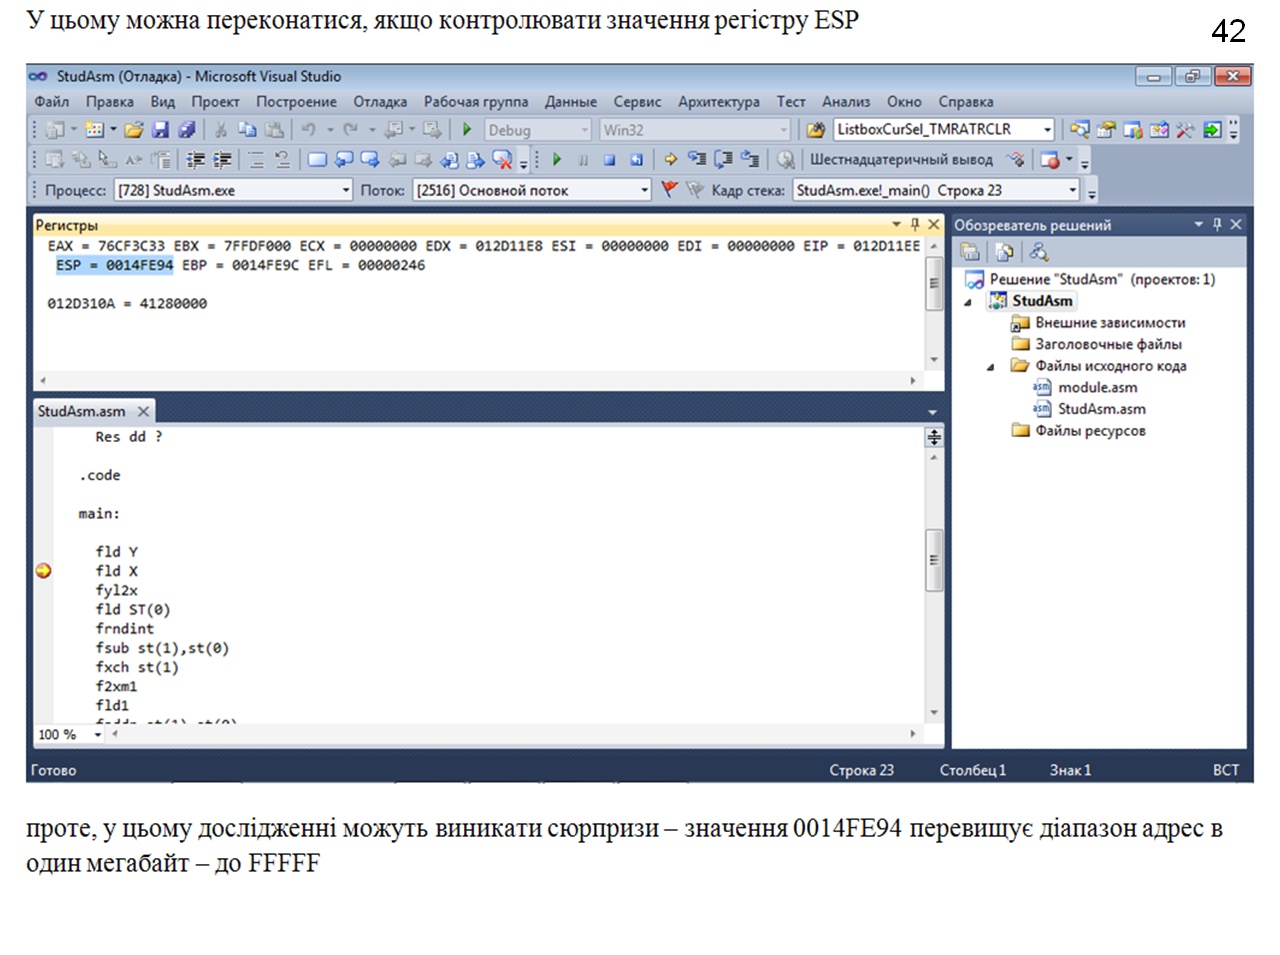 У цьому можна переконатися, якщо контролювати значення регістру ESP
42
StudAsm (Отладка) - Microsoft Visual Studio
Файл Правка Вид Проект Построение Отладка Рабочая группа Данные Сервис Архитектура Тест Анализ Окно Справка
Debug Win32 ListboxCurSel_TMRATRCLR
Шестнадцатеричный вывод
Процесс: [728] StudAsm.exe Поток: [2516] Основной поток Кадр стека: StudAsm.exe!_main() Строка 23
Регистры
EAX = 76CF3C33 EBX = 7FFDF000 ECX = 00000000 EDX = 012D11E8 ESI = 00000000 EDI = 00000000 EIP = 012D11EE
ESP = 0014FE94 EBP = 0014FE9C EFL = 00000246
012D310A = 41280000
Обозреватель решений
Решение "StudAsm" (проектов: 1)
StudAsm
Внешние зависимости
Заголовочные файлы
Файлы исходного кода
module.asm
StudAsm.asm
Файлы ресурсов
StudAsm.asm
Res dd ?
.code
main:
fld Y
fld X
fyl2x
fld ST(0)
frndint
fsub st(1),st(0)
fxch st(1)
f2xm1
fld1
100 %
Готово Строка 23 Столбец 1 Знак 1 ВСТ
проте, у цьому дослідженні можуть виникати сюрпризи – значення 0014FE94 перевищує діапазон адрес в
один мегабайт – до FFFFF